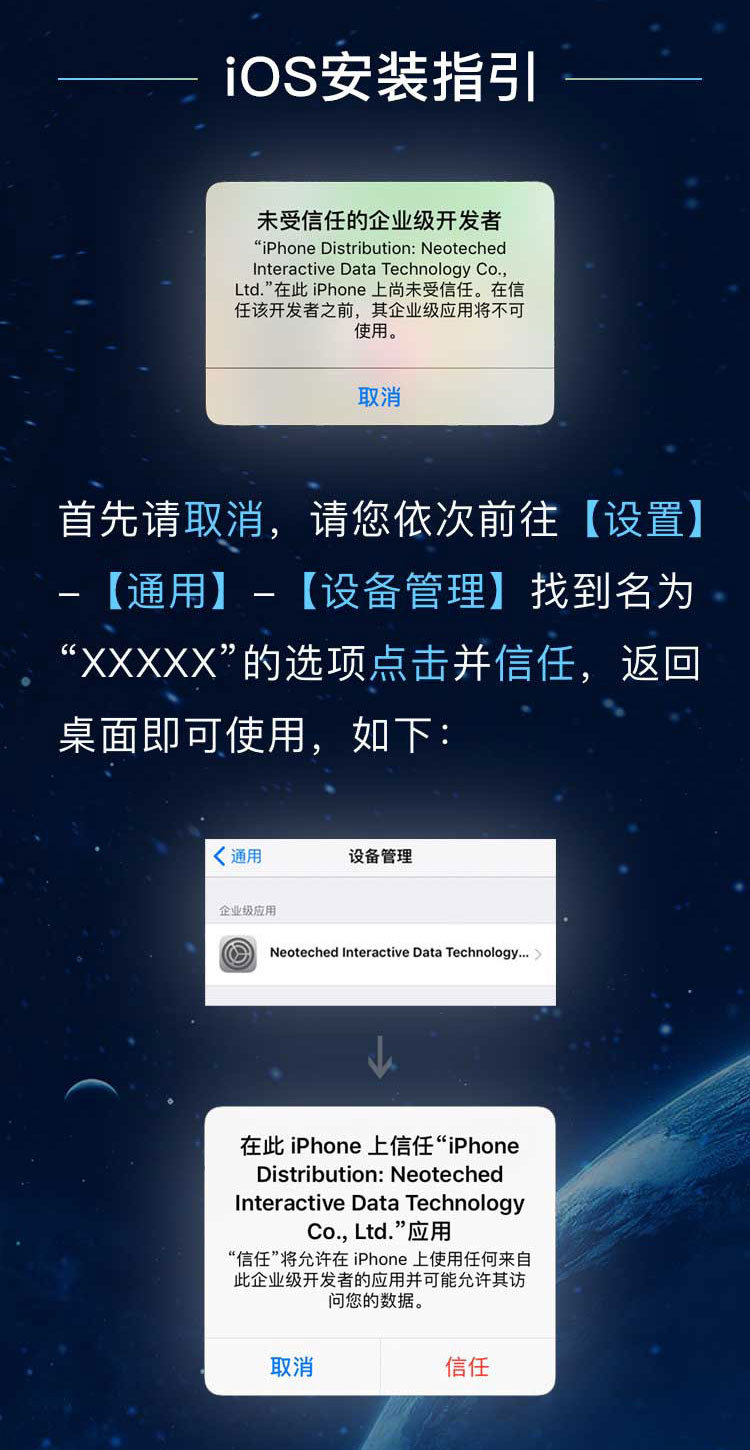 iOS安装指引
未受信任的企业级开发者
“iPhone Distribution: Neoteched
Interactive Data Technology Co.,
Ltd.”在此 iPhone 上尚未受信任。在信
任该开发者之前，其企业级应用将不可
使用。
取消
首先请取消，请您依次前往【设置】
–【通用】–【设备管理】找到名为
“XXXXX”的选项点击并信任，返回
桌面即可使用，如下：
通用 设备管理
企业级应用
Neoteched Interactive Data Technology...
在此 iPhone 上信任“iPhone
Distribution: Neoteched
Interactive Data Technology
Co., Ltd.”应用
“信任”将允许在 iPhone 上使用任何来自
此企业级开发者的应用并可能允许其访
问您的数据。
取消 信任